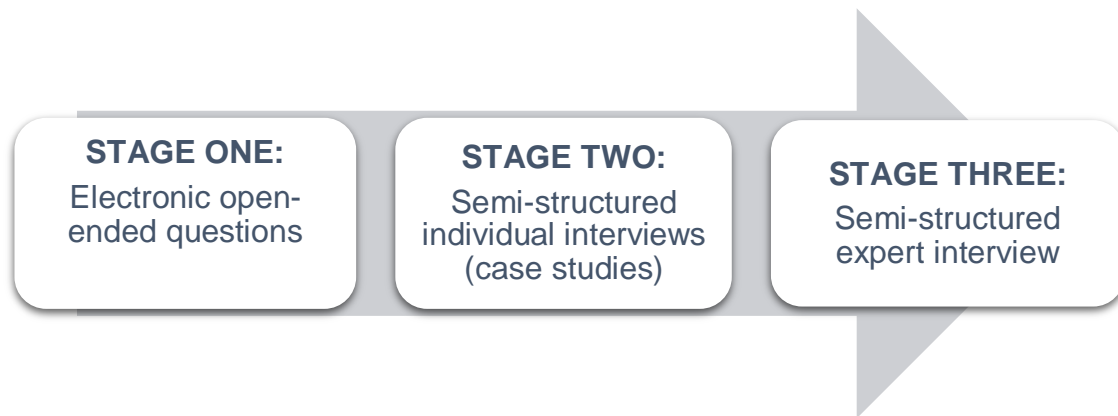 STAGE ONE:
Electronic open-
ended questions
STAGE TWO:
Semi-structured
individual interviews
(case studies)
STAGE THREE:
Semi-structured
expert interview